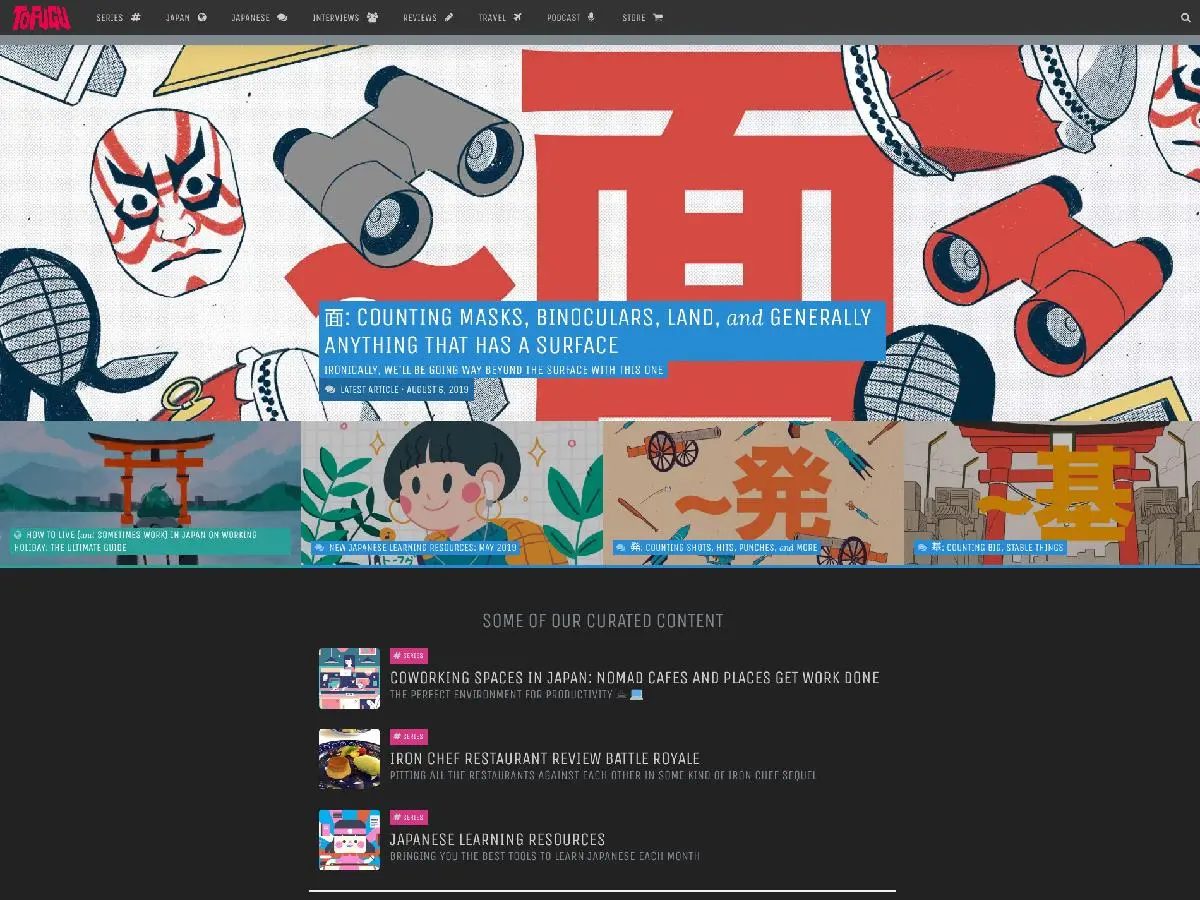 TOFUGU
SERIES
JAPAN
JAPANESE
INTERVIEWS
REVIEWS
TRAVEL
PODCAST
STORE
面
面: COUNTING MASKS, BINOCULARS, LAND, and GENERALLY
ANYTHING THAT HAS A SURFACE
IRONICALLY, WE'LL BE GOING WAY BEYOND THE SURFACE WITH THIS ONE
LATEST ARTICLE • AUGUST 6, 2019
HOW TO LIVE (and SOMETIMES WORK) IN JAPAN ON WORKING
HOLIDAY: THE ULTIMATE GUIDE
NEW JAPANESE LEARNING RESOURCES: MAY 2019
~発
発: COUNTING SHOTS, HITS, PUNCHES, and MORE
~基
基: COUNTING BIG, STABLE THINGS
SOME OF OUR CURATED CONTENT
# SERIES
COWORKING SPACES IN JAPAN: NOMAD CAFES AND PLACES GET WORK DONE
THE PERFECT ENVIRONMENT FOR PRODUCTIVITY ☕ 💻
# SERIES
IRON CHEF RESTAURANT REVIEW BATTLE ROYALE
PITTING ALL THE RESTAURANTS AGAINST EACH OTHER IN SOME KIND OF IRON CHEF SEQUEL
# SERIES
JAPANESE LEARNING RESOURCES
BRINGING YOU THE BEST TOOLS TO LEARN JAPANESE EACH MONTH